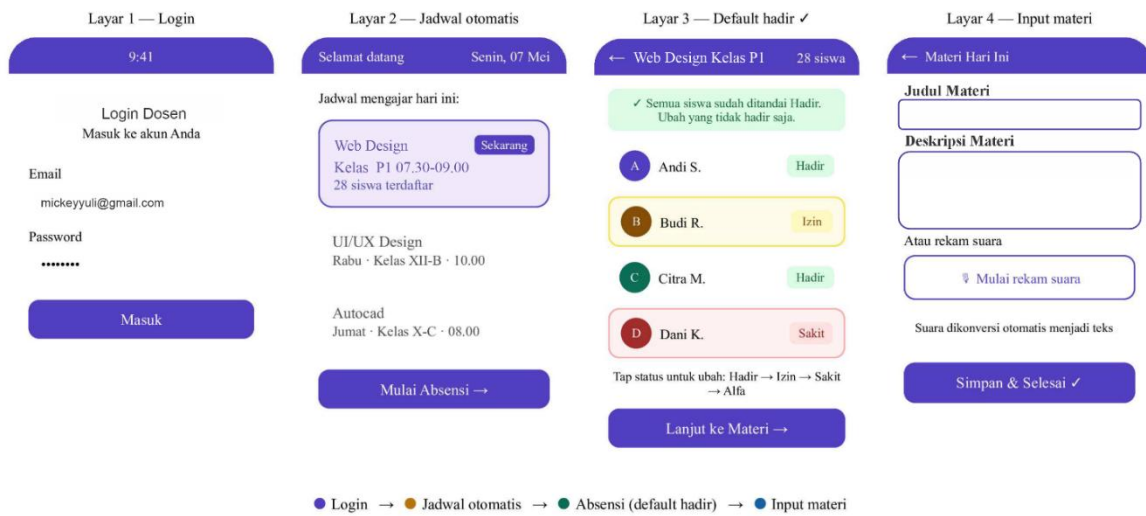 Layar 1 — Login
9:41
Login Dosen
Masuk ke akun Anda
Email
mickeyyuli@gmail.com
Password
••••••••
Masuk
Layar 2 — Jadwal otomatis
Selamat datang
Senin, 07 Mei
Jadwal mengajar hari ini:
Web Design
Sekarang
Kelas P1 07.30-09.00
28 siswa terdaftar
UI/UX Design
Rabu · Kelas XII-B · 10.00
Autocad
Jumat · Kelas X-C · 08.00
Mulai Absensi →
Layar 3 — Default hadir ✓
← Web Design Kelas P1
28 siswa
✓ Semua siswa sudah ditandai Hadir.
Ubah yang tidak hadir saja.
A Andi S. Hadir
B Budi R. Izin
C Citra M. Hadir
D Dani K. Sakit
Tap status untuk ubah: Hadir → Izin → Sakit
→ Alfa
Lanjut ke Materi →
Layar 4 — Input materi
← Materi Hari Ini
Judul Materi
Deskripsi Materi
Atau rekam suara
Mulai rekam suara
Suara dikonversi otomatis menjadi teks
Simpan & Selesai ✓
Login → Jadwal otomatis → Absensi (default hadir) → Input materi